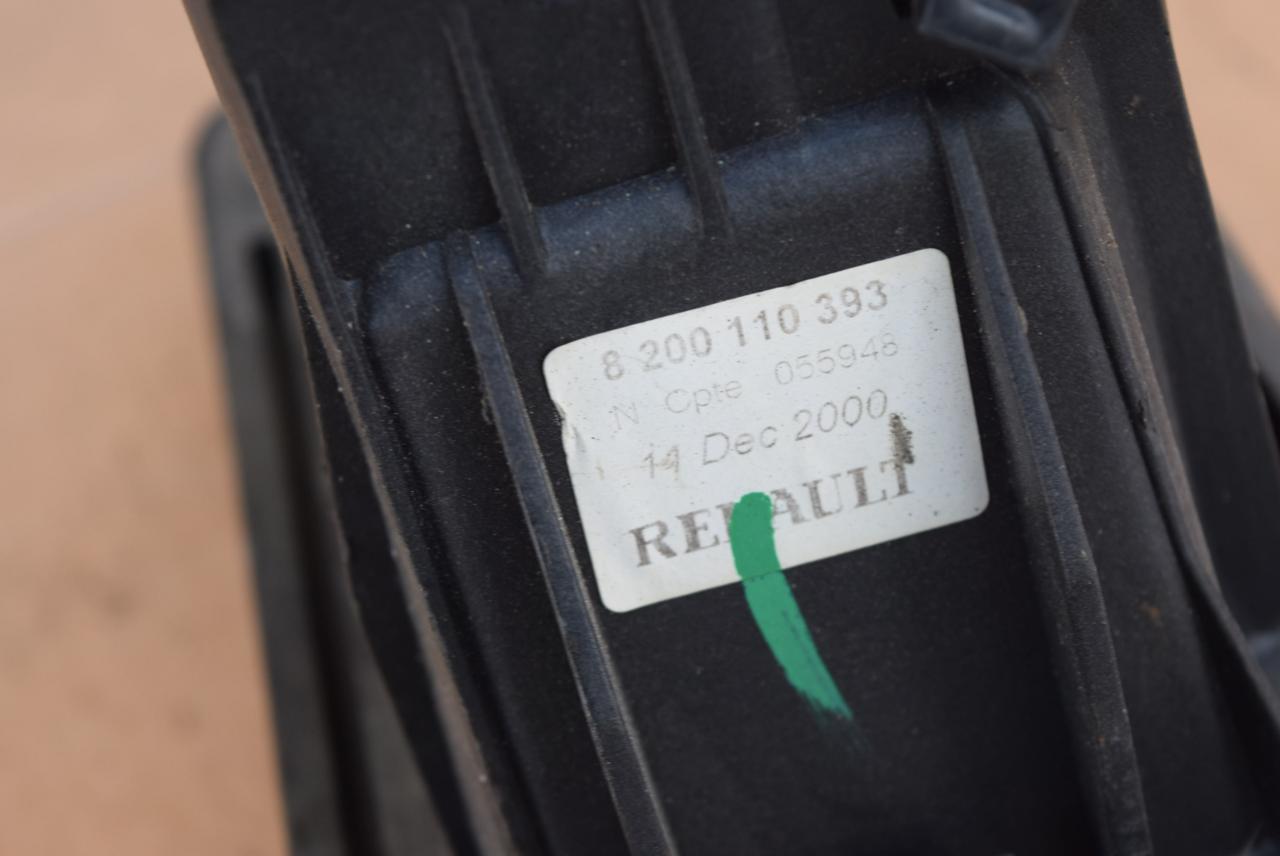 8 200 110 393
N Cpte 055948
14 Dec 2000
RENAULT